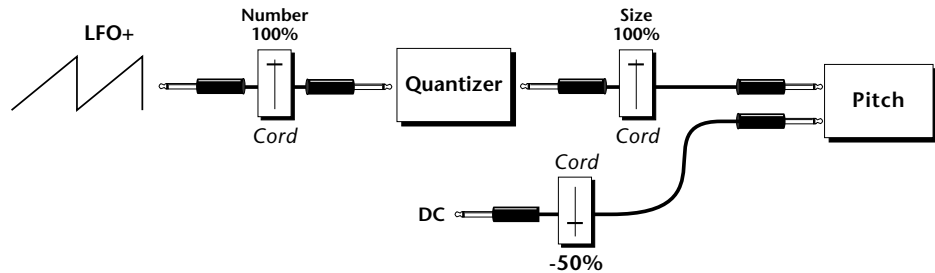 LFO+
Number
100%
Cord
Quantizer
Size
100%
Cord
Pitch
DC
Cord
-50%